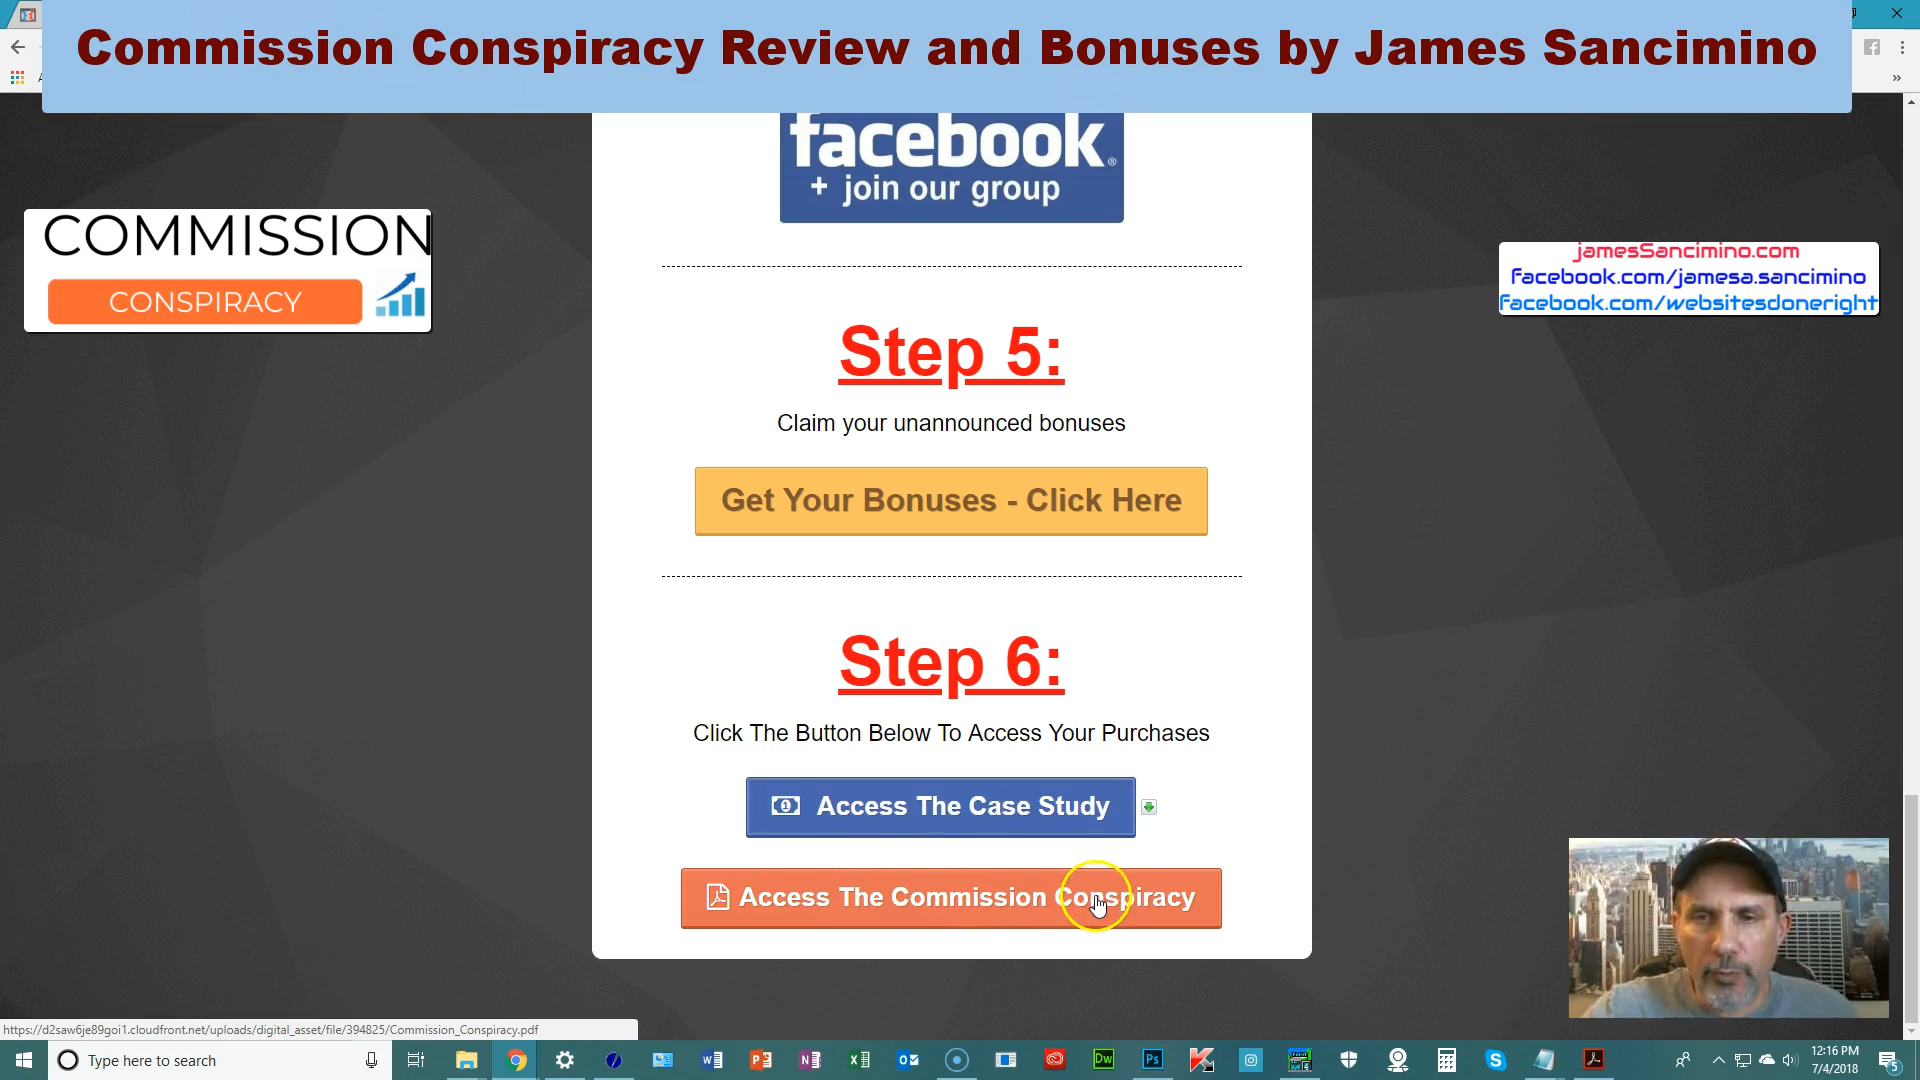 Commission Conspiracy Review and Bonuses by James Sancimino
facebook®
+ join our group
COMMISSION
CONSPIRACY
jamesSancimino.com
facebook.com/jamesa.sancimino
facebook.com/websitesdoneright
Step 5:
Claim your unannounced bonuses
Get Your Bonuses - Click Here
Step 6:
Click The Button Below To Access Your Purchases
Access The Case Study
Access The Commission Conspiracy
https://d2saw6je89goi1.cloudfront.net/uploads/digital_asset/file/394825/Commission_Conspiracy.pdf
Type here to search
12:16 PM
7/4/2018
5